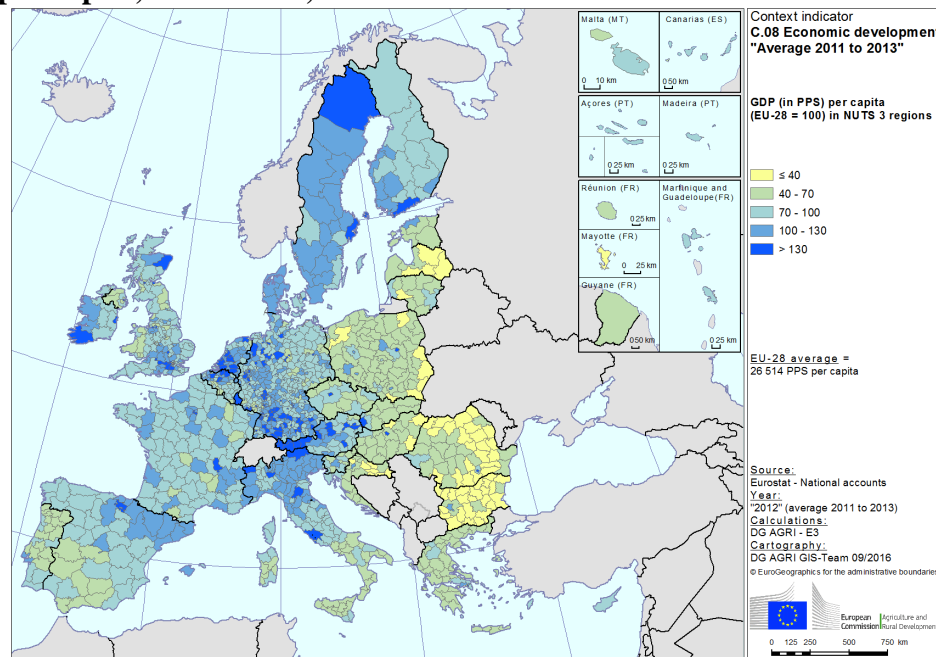 Malta (MT)
Canarias (ES)
0 10 km
0 50 km
Açores (PT)
Madeira (PT)
0 25 km
0 25 km
Réunion (FR)
Martinique and
Guadeloupe(FR)
0 25 km
Mayotte (FR)
0 25 km
Guyane (FR)
0 50 km
0 25 km
Context indicator
C.08 Economic development
"Average 2011 to 2013"
GDP (in PPS) per capita
(EU-28 = 100) in NUTS 3 regions
≤ 40
40 - 70
70 - 100
100 - 130
> 130
EU-28 average =
26 514 PPS per capita
Source:
Eurostat - National accounts
Year:
"2012" (average 2011 to 2013)
Calculations:
DG AGRI - E3
Cartography:
DG AGRI GIS-Team 09/2016
© EuroGeographics for the administrative boundaries
European
Commission
Agriculture and
Rural Development
0 125 250 500 750 km